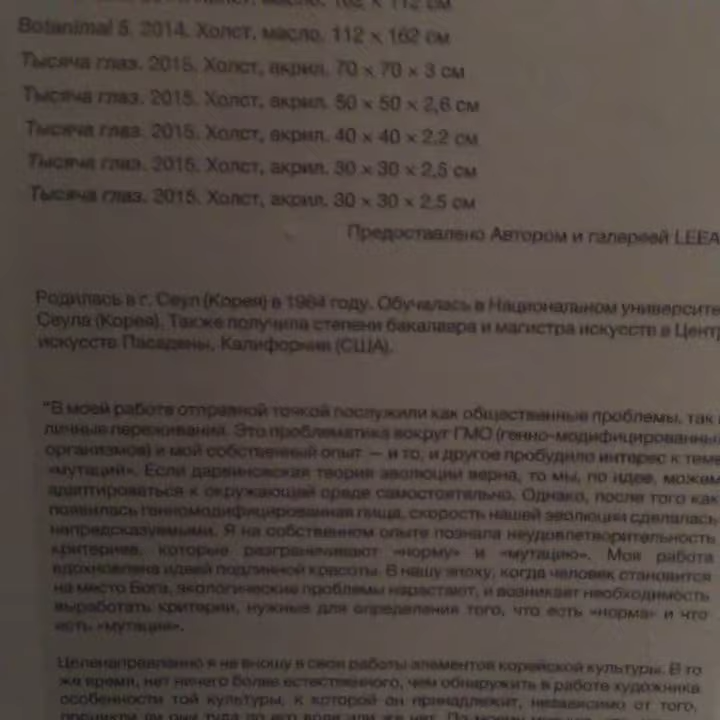 Botanimal 5. 2014. Холст, масло. 112 × 162 см
Тысяча глаз. 2015. Холст, акрил. 70 × 70 × 3 см
Тысяча глаз. 2015. Холст, акрил. 50 × 50 × 2,6 см
Тысяча глаз. 2015. Холст, акрил. 40 × 40 × 2.2 см
Тысяча глаз. 2015. Холст, акрил. 30 × 30 × 2,5 см
Тысяча глаз. 2015. Холст, акрил. 30 × 30 × 2.5 см
Предоставлено Автором и галереей LEEA
Родилась в г. Сеул (Корея) в 1984 году. Обучалась в Национальном университе
Сеула (Корея). Также получила степени бакалавра и магистра искусств в Центр
искусств Пасадены, Калифорния (США).
"В моей работе отправной точкой послужили как общественные проблемы, так и
личные переживания. Это проблематика вокруг ГМО (генно-модифицированных
организмов) и мой собственный опыт — и то, и другое пробудило интерес к теме
«мутаций». Если дарвиновская теория эволюции верна, то мы, по идее, можем
адаптироваться к окружающей среде самостоятельно. Однако, после того как
появилась генномодифицированная пища, скорость нашей эволюции сделалась
непредсказуемыми. Я на собственном опыте познала неудовлетворительность
критериев, которые разграничивают «норму» и «мутацию». Моя работа
вдохновлена идеей подлинной красоты. В нашу эпоху, когда человек становится
на место Бога, экологические проблемы нарастают, и возникает необходимость
выработать критерии, нужные для определения того, что есть «норма» и что
есть «мутация».
Целенаправленно я не вношу в свои работы элементов корейской культуры. В то
же время, нет ничего более естественного, чем обнаружить в работе художника
особенности той культуры, к которой он принадлежит, независимо от того,